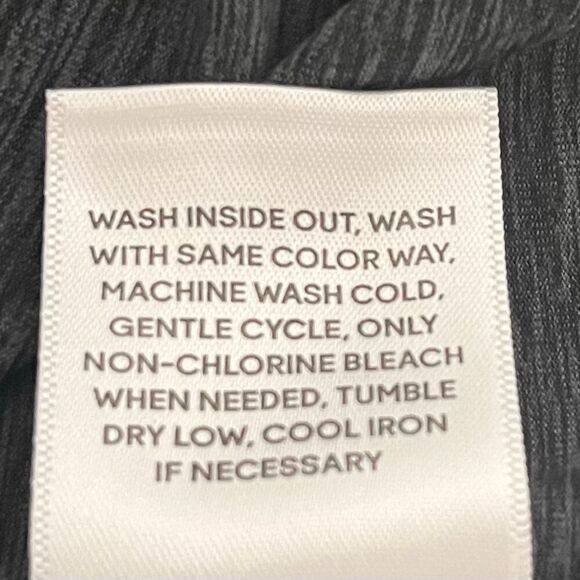 WASH INSIDE OUT, WASH
WITH SAME COLOR WAY,
MACHINE WASH COLD,
GENTLE CYCLE, ONLY
NON-CHLORINE BLEACH
WHEN NEEDED, TUMBLE
DRY LOW, COOL IRON
IF NECESSARY